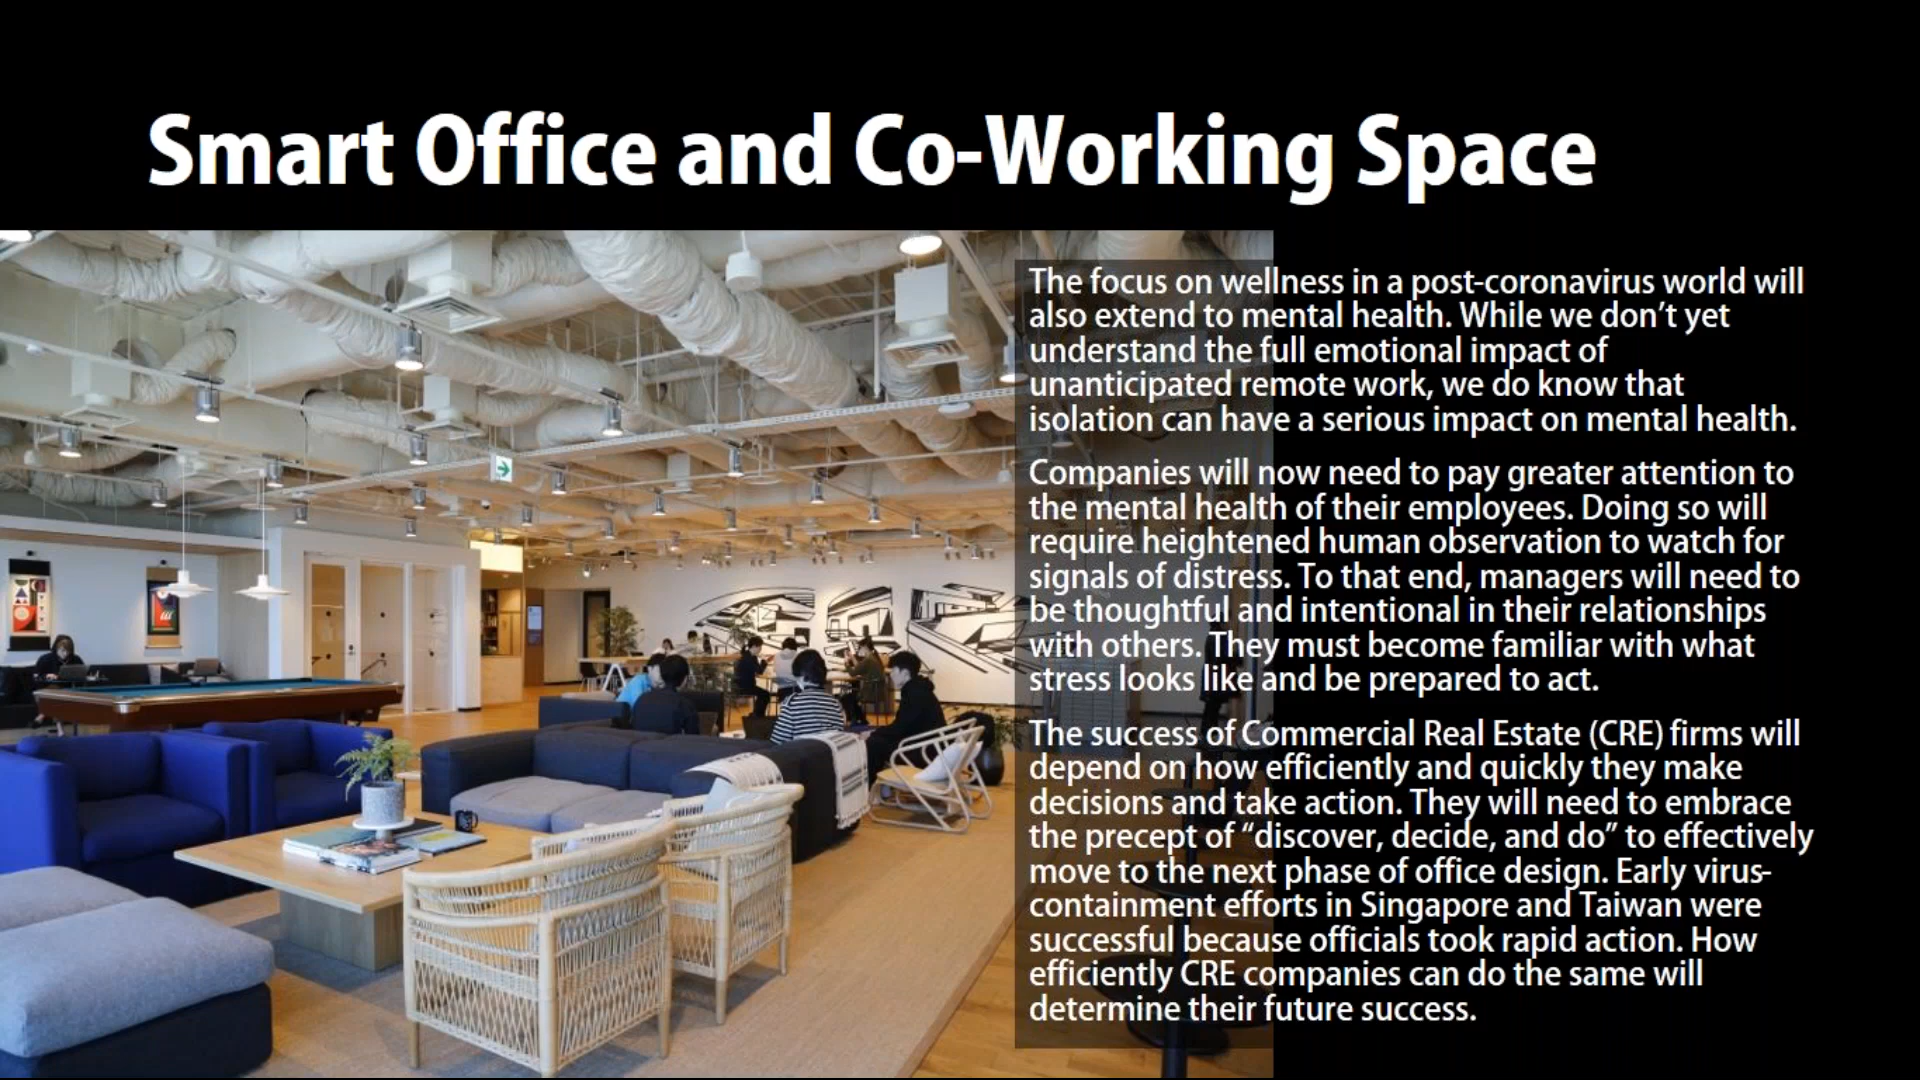 Smart Office and Co-Working Space
The focus on wellness in a post-coronavirus world will
also extend to mental health. While we don’t yet
understand the full emotional impact of
unanticipated remote work, we do know that
isolation can have a serious impact on mental health.
Companies will now need to pay greater attention to
the mental health of their employees. Doing so will
require heightened human observation to watch for
signals of distress. To that end, managers will need to
be thoughtful and intentional in their relationships
with others. They must become familiar with what
stress looks like and be prepared to act.
The success of Commercial Real Estate (CRE) firms will
depend on how efficiently and quickly they make
decisions and take action. They will need to embrace
the precept of “discover, decide, and do” to effectively
move to the next phase of office design. Early virus-
containment efforts in Singapore and Taiwan were
successful because officials took rapid action. How
efficiently CRE companies can do the same will
determine their future success.